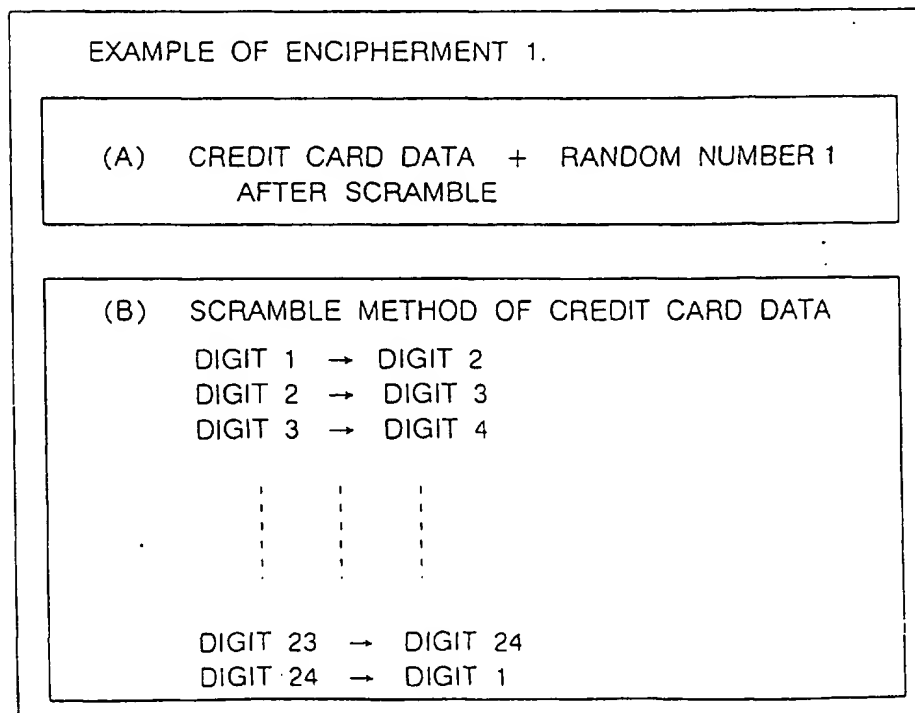 EXAMPLE OF ENCIPHERMENT 1.
(A) CREDIT CARD DATA + RANDOM NUMBER 1
AFTER SCRAMBLE
(B) SCRAMBLE METHOD OF CREDIT CARD DATA
DIGIT 1 → DIGIT 2
DIGIT 2 → DIGIT 3
DIGIT 3 → DIGIT 4
DIGIT 23 → DIGIT 24
DIGIT 24 → DIGIT 1